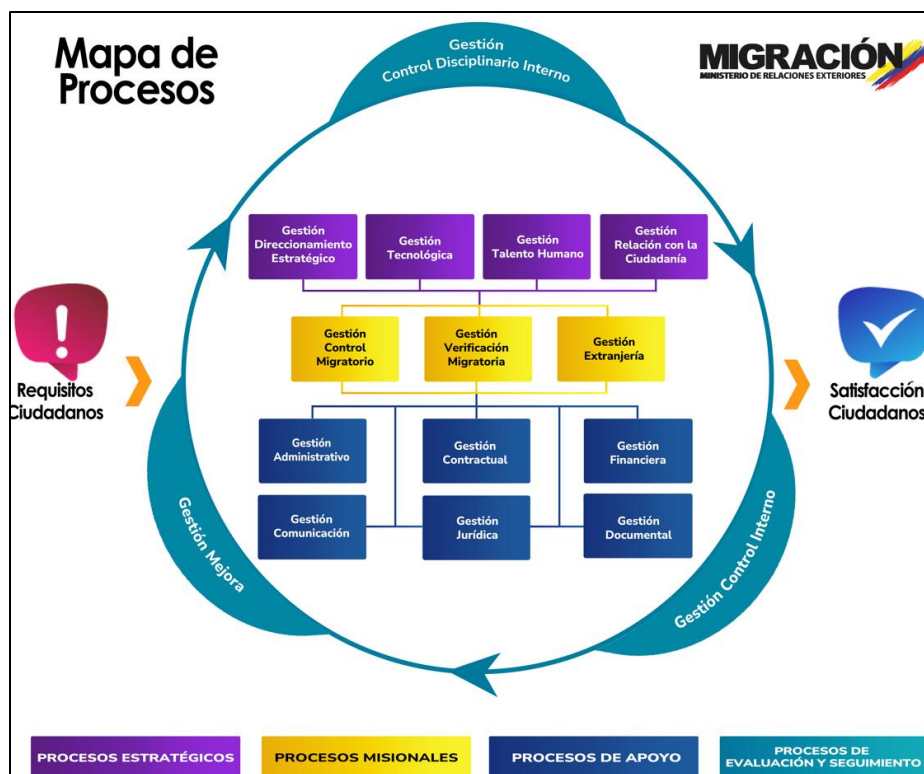 Mapa de
Procesos
Gestión
Control Disciplinario Interno
MIGRACIÓN
MINISTERIO DE RELACIONES EXTERIORES
Gestión
Direccionamiento
Estratégico
Gestión
Tecnológica
Gestión
Talento Humano
Gestión
Relación con la
Ciudadanía
Requisitos
Ciudadanos
Gestión
Control
Migratorio
Gestión
Verificación
Migratoria
Gestión
Extranjería
Satisfacción
Ciudadanos
Gestión
Administrativo
Gestión
Contractual
Gestión
Financiera
Gestión
Comunicación
Gestión
Jurídica
Gestión
Documental
Gestión Mejora
Gestión Control Interno
PROCESOS ESTRATÉGICOS
PROCESOS MISIONALES
PROCESOS DE APOYO
PROCESOS DE
EVALUACIÓN Y SEGUIMIENTO